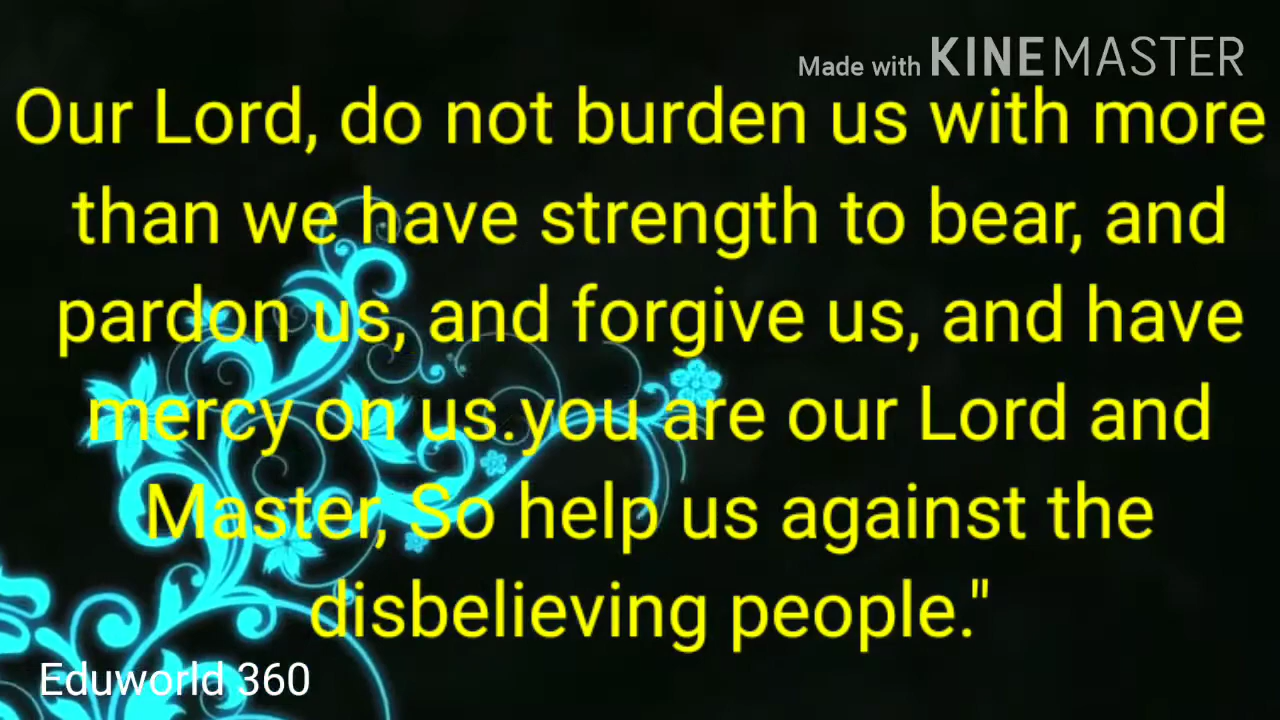 Made with KINEMASTER
Our Lord, do not burden us with more
than we have strength to bear, and
pardon us, and forgive us, and have
mercy on us.you are our Lord and
Master, So help us against the
disbelieving people."
Eduworld 360